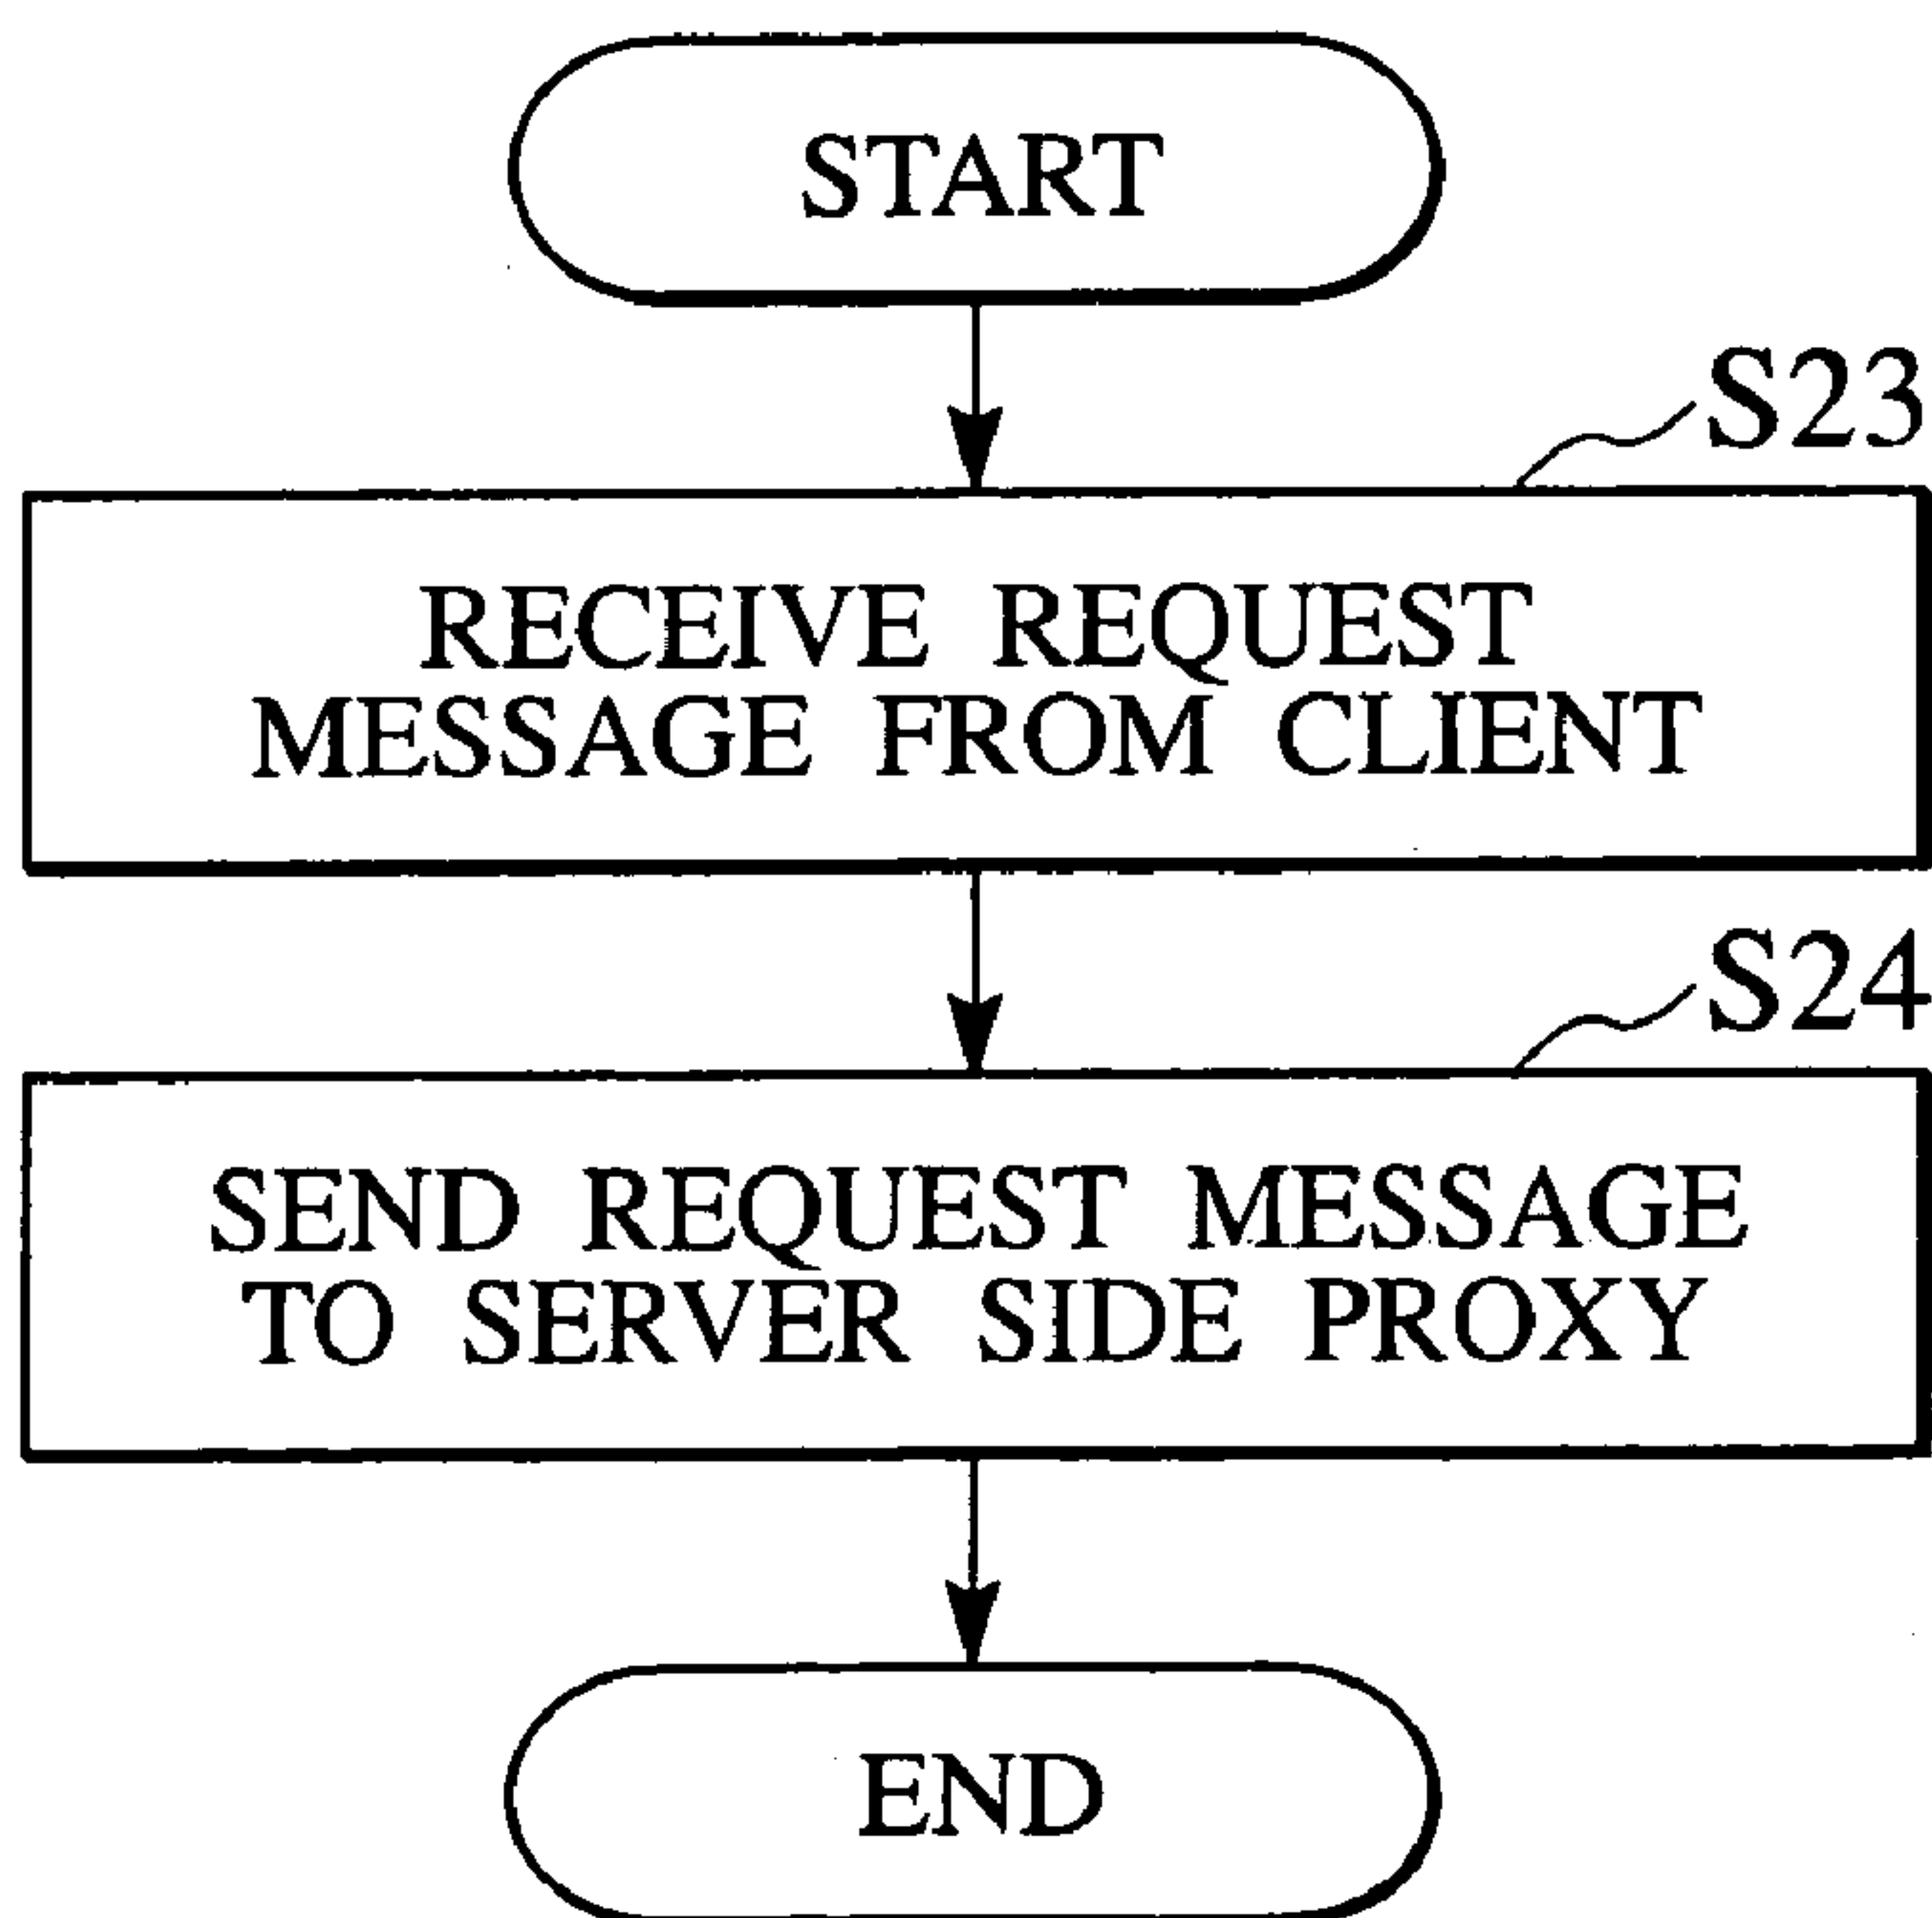 START
S23
RECEIVE REQUEST
MESSAGE FROM CLIENT
S24
SEND REQUEST MESSAGE
TO SERVER SIDE PROXY
END